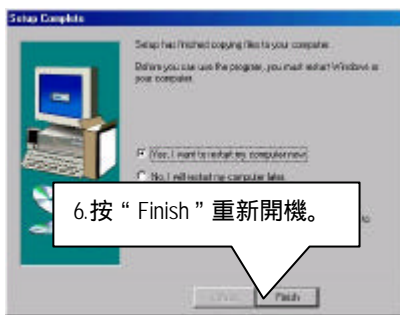 Setup Complete
Setup has finished copying files to your computer.
Before you can use the program, you must restart Windows or
your computer.
Yes, I want to restart my computer now.
No, I will restart my computer later.
6.按“Finish”重新開機。
to
Finish